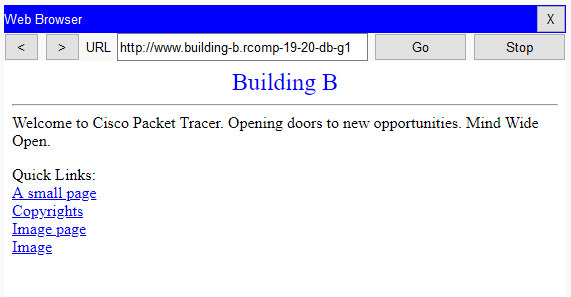 Web Browser X
< > URL http://www.building-b.rcomp-19-20-db-g1 Go Stop
Building B
Welcome to Cisco Packet Tracer. Opening doors to new opportunities. Mind Wide
Open.
Quick Links:
A small page
Copyrights
Image page
Image